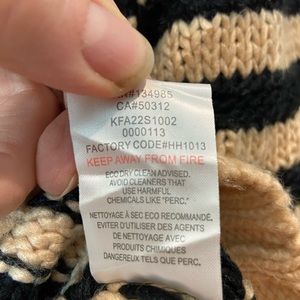 RN#134985
CA#50312
KFA22S1002
0000113
FACTORY CODE#HH1013
KEEP AWAY FROM FIRE
ECO DRY CLEAN ADVISED.
AVOID CLEANERS THAT
USE HARMFUL
CHEMICALS LIKE "PERC."
NETTOYAGE À SEC ECO RECOMMANDE.
EVITER D'UTILISER DES AGENTS
DE NETTOYAGE AVEC
PRODUITS CHIMIQUES
DANGEREUX TELS QUE "PERC.